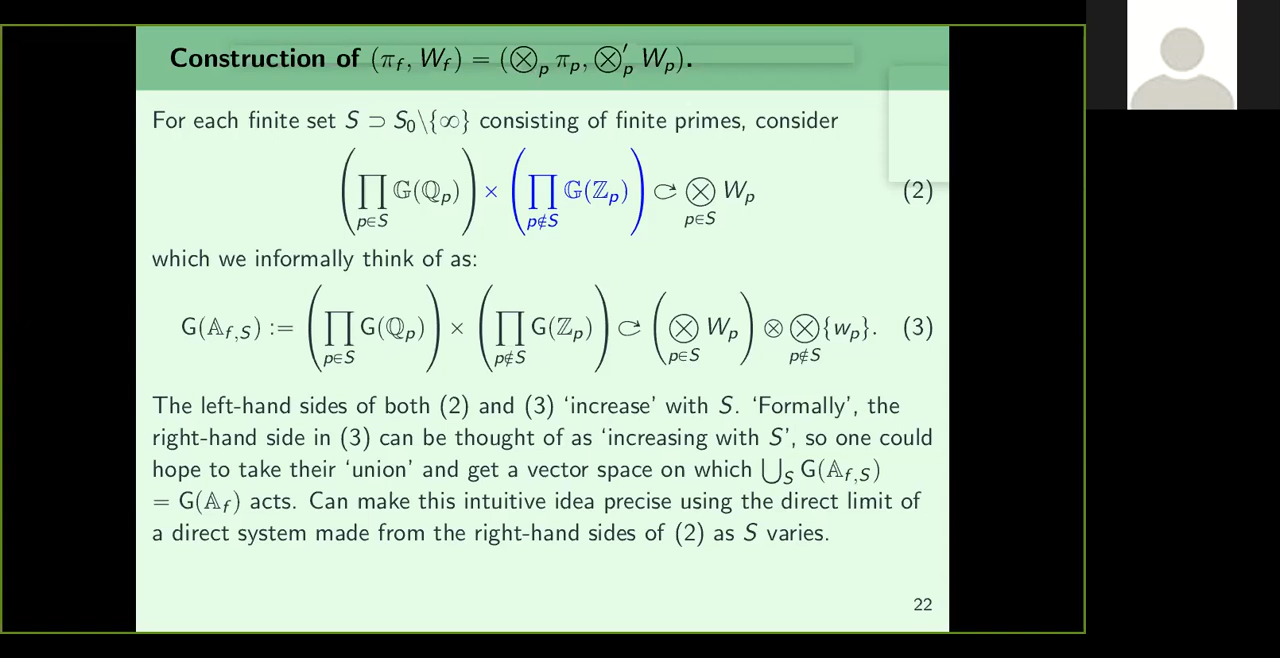 Construction of (π_f, W_f) = (⊗_p π_p, ⊗′_p W_p).
For each finite set S ⊃ S₀\{∞} consisting of finite primes, consider
(∏_{p∈S} 𝔾(ℚ_p)) × (∏_{p∉S} 𝔾(ℤ_p)) ⟳ ⊗_{p∈S} W_p (2)
which we informally think of as:
G(𝔸_{f,S}) := (∏_{p∈S} G(ℚ_p)) × (∏_{p∉S} G(ℤ_p)) ⟳ (⊗_{p∈S} W_p) ⊗ ⊗_{p∉S} {w_p}. (3)
The left-hand sides of both (2) and (3) ‘increase’ with S. ‘Formally’, the
right-hand side in (3) can be thought of as ‘increasing with S’, so one could
hope to take their ‘union’ and get a vector space on which ⋃_S G(𝔸_{f,S})
= G(𝔸_f) acts. Can make this intuitive idea precise using the direct limit of
a direct system made from the right-hand sides of (2) as S varies.
22